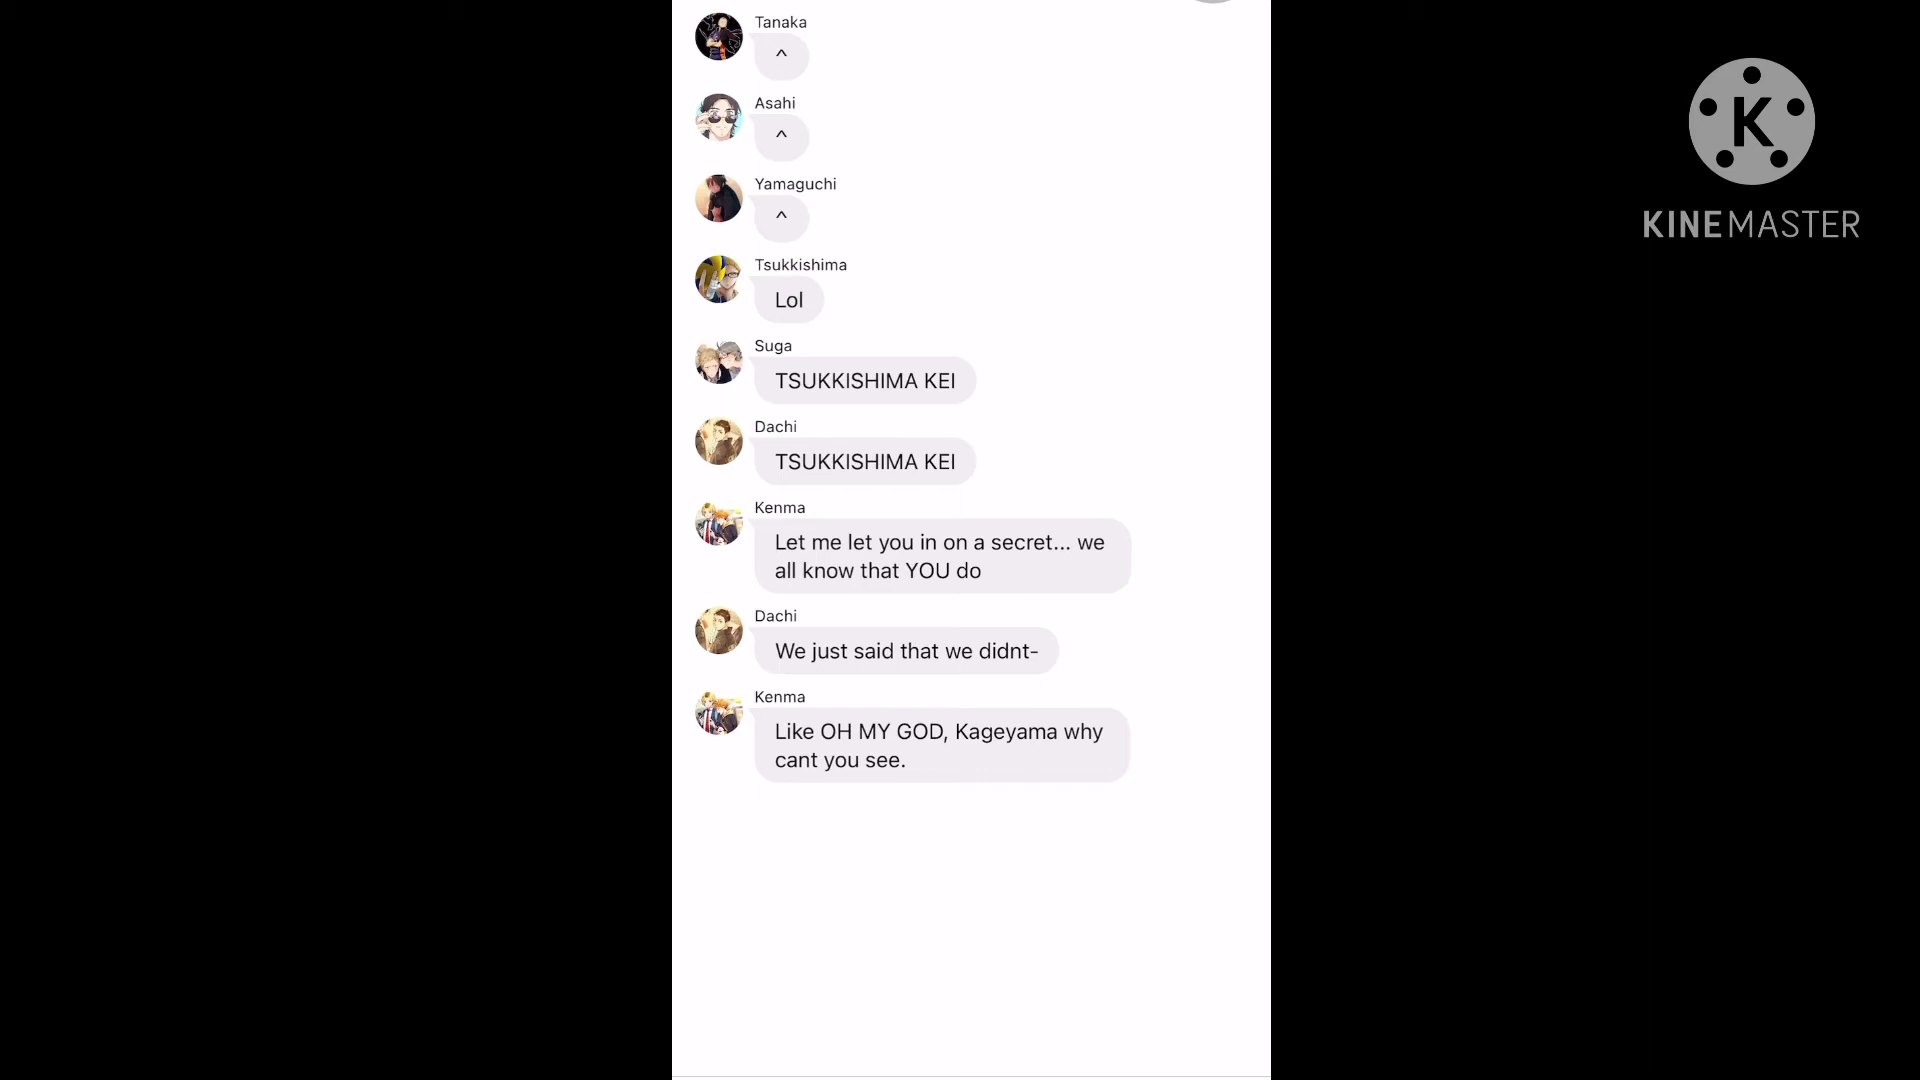 Tanaka
^
Asahi
^
Yamaguchi
^
Tsukkishima
Lol
Suga
TSUKKISHIMA KEI
Dachi
TSUKKISHIMA KEI
Kenma
Let me let you in on a secret... we
all know that YOU do
Dachi
We just said that we didnt-
Kenma
Like OH MY GOD, Kageyama why
cant you see.
K
KINEMASTER